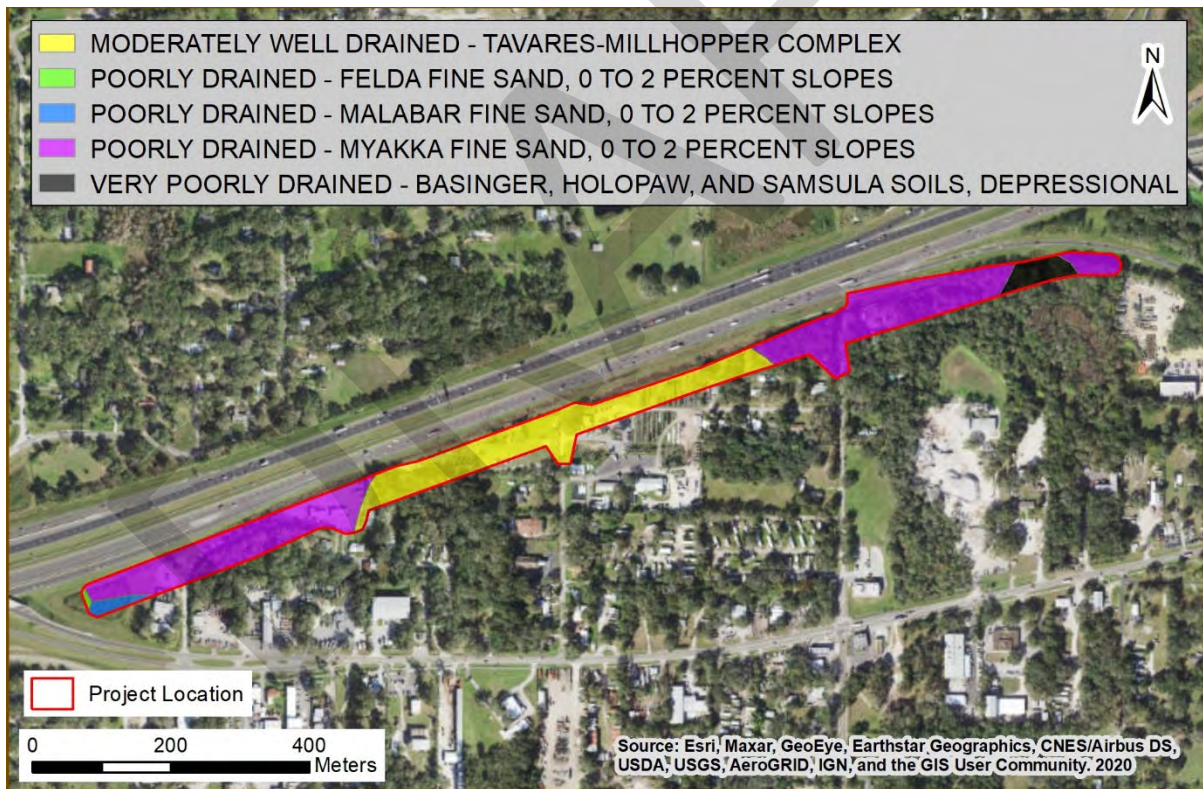 MODERATELY WELL DRAINED - TAVARES-MILLHOPPER COMPLEX
POORLY DRAINED - FELDA FINE SAND, 0 TO 2 PERCENT SLOPES
POORLY DRAINED - MALABAR FINE SAND, 0 TO 2 PERCENT SLOPES
POORLY DRAINED - MYAKKA FINE SAND, 0 TO 2 PERCENT SLOPES
VERY POORLY DRAINED - BASINGER, HOLOPAW, AND SAMSULA SOILS, DEPRESSIONAL
N
Project Location
0 200 400
Meters
Source: Esri, Maxar, GeoEye, Earthstar Geographics, CNES/Airbus DS,
USDA, USGS, AeroGRID, IGN, and the GIS User Community. 2020